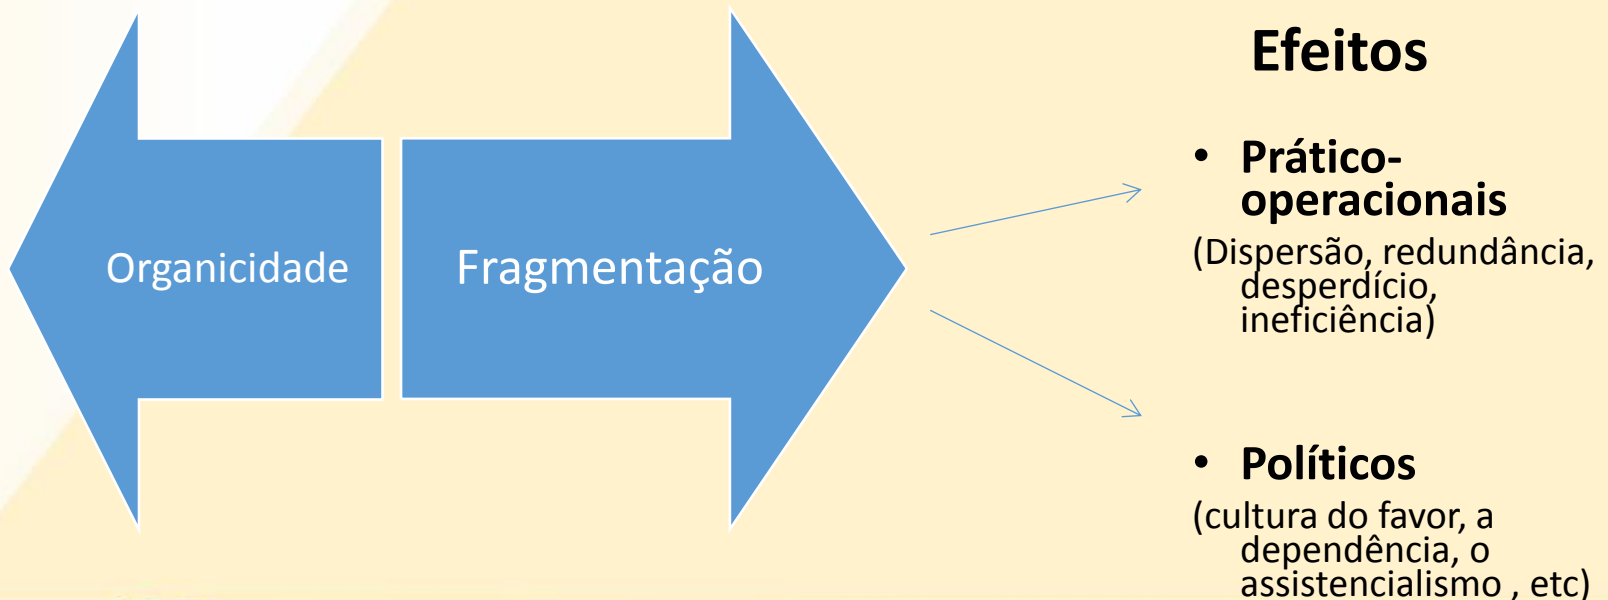 Organicidade
Fragmentação
Efeitos
• Prático-
operacionais
(Dispersão, redundância,
desperdício,
ineficiência)
• Políticos
(cultura do favor, a
dependência, o
assistencialismo , etc)